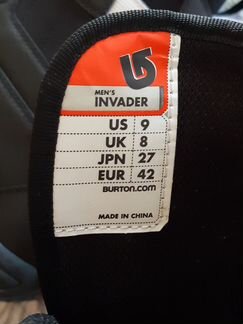 MEN'S
INVADER
US 9
UK 8
JPN 27
EUR 42
BURTON.COM
MADE IN CHINA